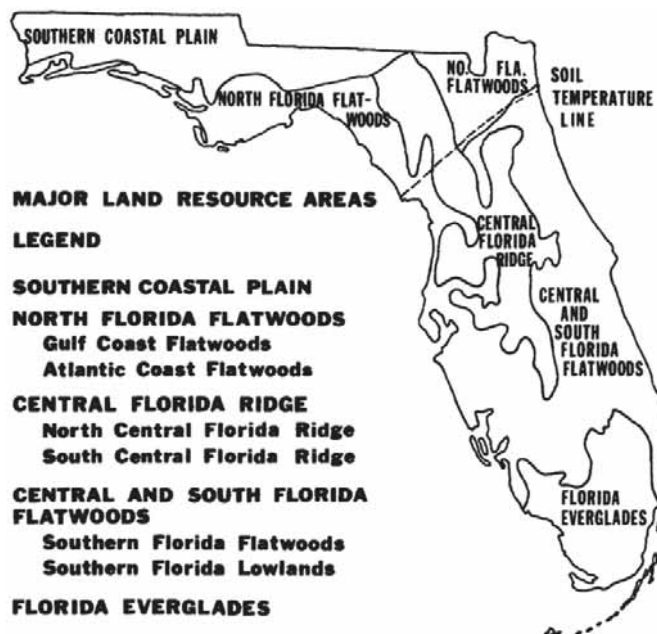 SOUTHERN COASTAL PLAIN
NO. FLA.
FLATWOODS
SOIL
TEMPERATURE
LINE
NORTH FLORIDA FLAT-
WOODS
MAJOR LAND RESOURCE AREAS
LEGEND
CENTRAL
FLORIDA
RIDGE
SOUTHERN COASTAL PLAIN
NORTH FLORIDA FLATWOODS
Gulf Coast Flatwoods
Atlantic Coast Flatwoods
CENTRAL
AND
SOUTH
FLORIDA
FLATWOODS
CENTRAL FLORIDA RIDGE
North Central Florida Ridge
South Central Florida Ridge
CENTRAL AND SOUTH FLORIDA
FLATWOODS
Southern Florida Flatwoods
Southern Florida Lowlands
FLORIDA
EVERGLADES
FLORIDA EVERGLADES